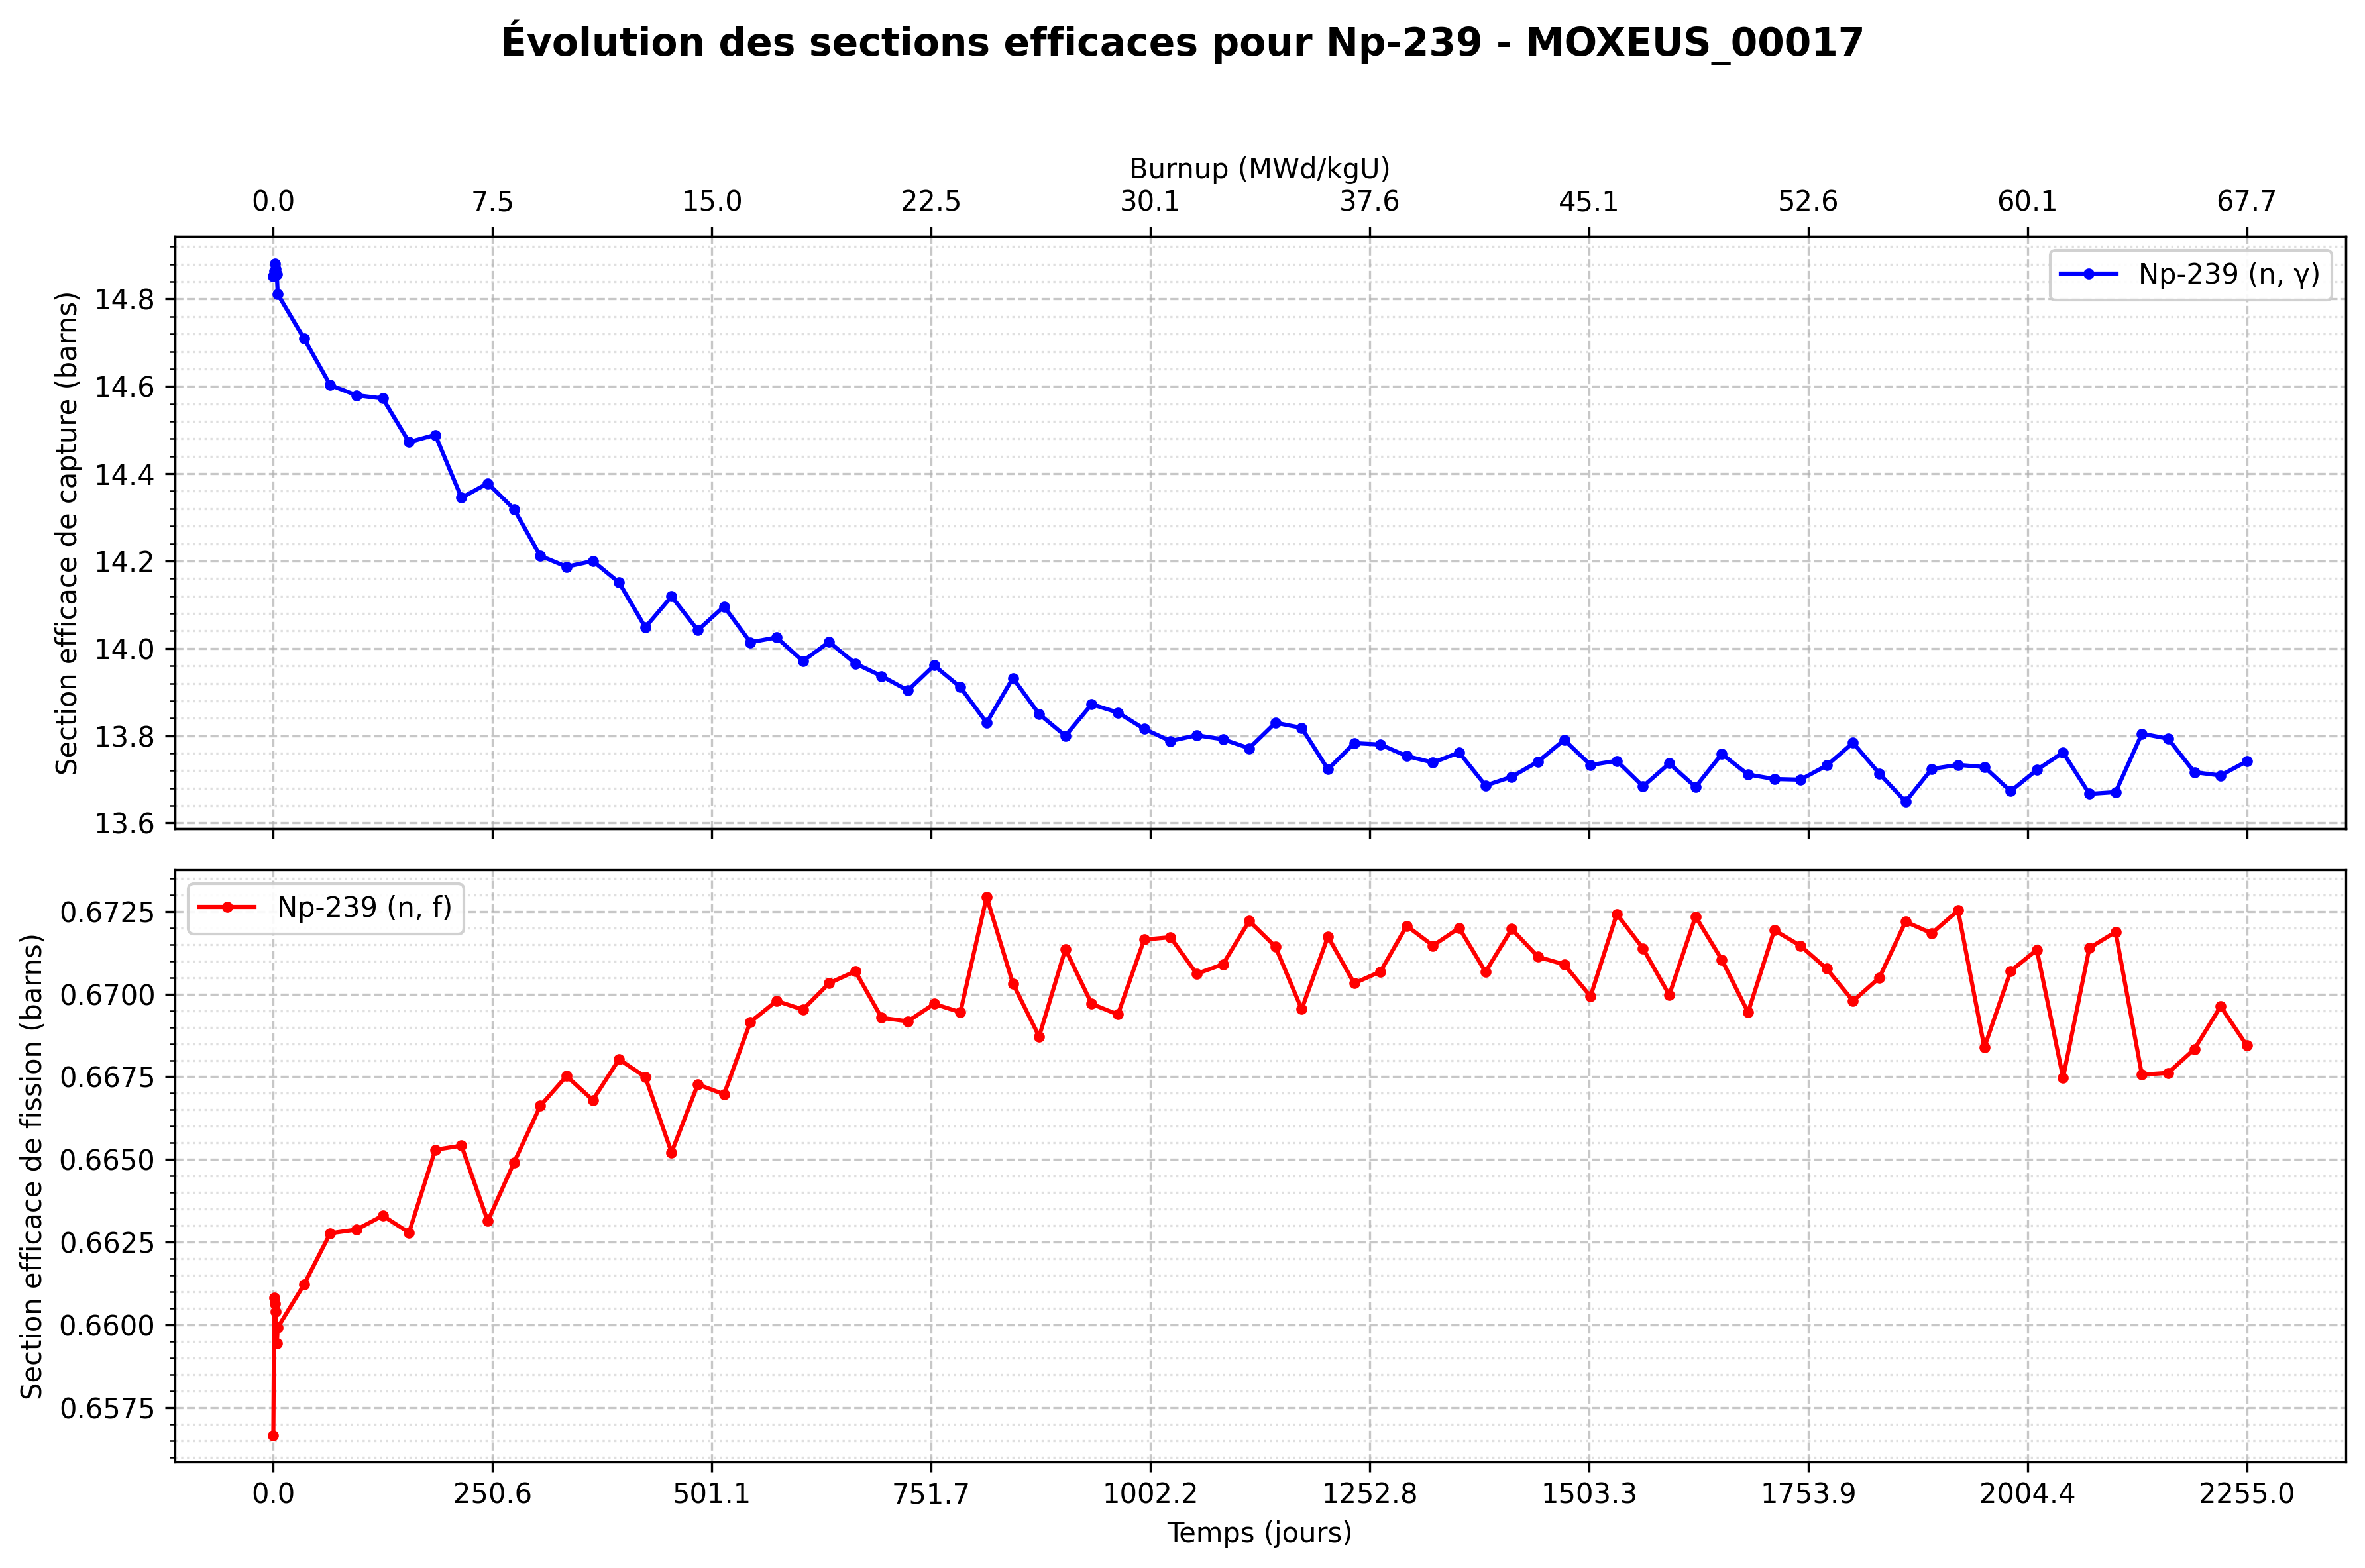 Évolution des sections efficaces pour Np-239 - MOXEUS_00017
Burnup (MWd/kgU)
0.0 7.5 15.0 22.5 30.1 37.6 45.1 52.6 60.1 67.7
Section efficace de capture (barns)
14.8
14.6
14.4
14.2
14.0
13.8
13.6
Np-239 (n, γ)
Section efficace de fission (barns)
0.6725
0.6700
0.6675
0.6650
0.6625
0.6600
0.6575
Np-239 (n, f)
0.0 250.6 501.1 751.7 1002.2 1252.8 1503.3 1753.9 2004.4 2255.0
Temps (jours)